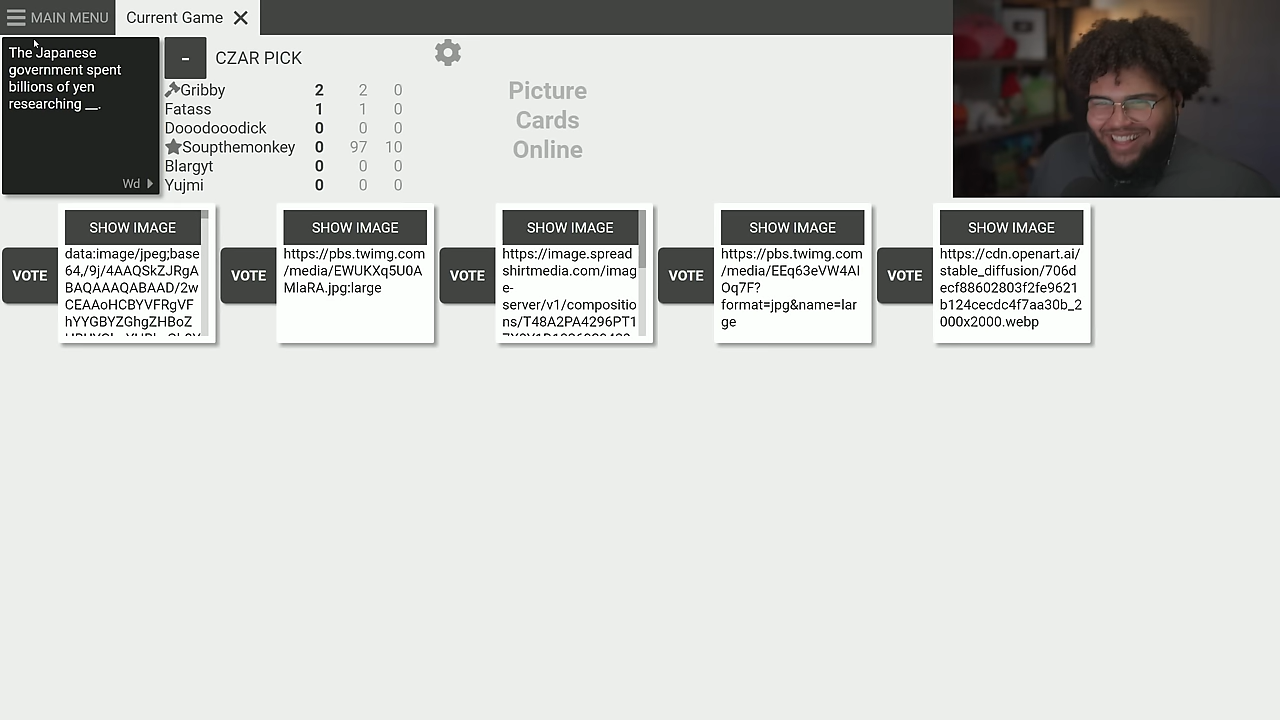 MAIN MENU
Current Game
The Japanese
government spent
billions of yen
researching __.
Wd
-
CZAR PICK
Gribby 2 2 0
Fatass 1 1 0
Dooodooodick 0 0 0
Soupthemonkey 0 97 10
Blargyt 0 0 0
Yujmi 0 0 0
Picture
Cards
Online
VOTE
SHOW IMAGE
data:image/jpeg;base
64,/9j/4AAQSkZJRgA
BAQAAAQABAAD/2w
CEAAoHCBYVFRgVF
hYYGBYZGhgZHBoZ
VOTE
SHOW IMAGE
https://pbs.twimg.com
/media/EWUKXq5U0A
MlaRA.jpg:large
VOTE
SHOW IMAGE
https://image.spread
shirtmedia.com/imag
e-
server/v1/compositio
ns/T48A2PA4296PT1
VOTE
SHOW IMAGE
https://pbs.twimg.com
/media/EEq63eVW4AI
Oq7F?
format=jpg&name=lar
ge
VOTE
SHOW IMAGE
https://cdn.openart.ai/
stable_diffusion/706d
ecf88602803f2fe9621
b124cecdc4f7aa30b_2
000x2000.webp